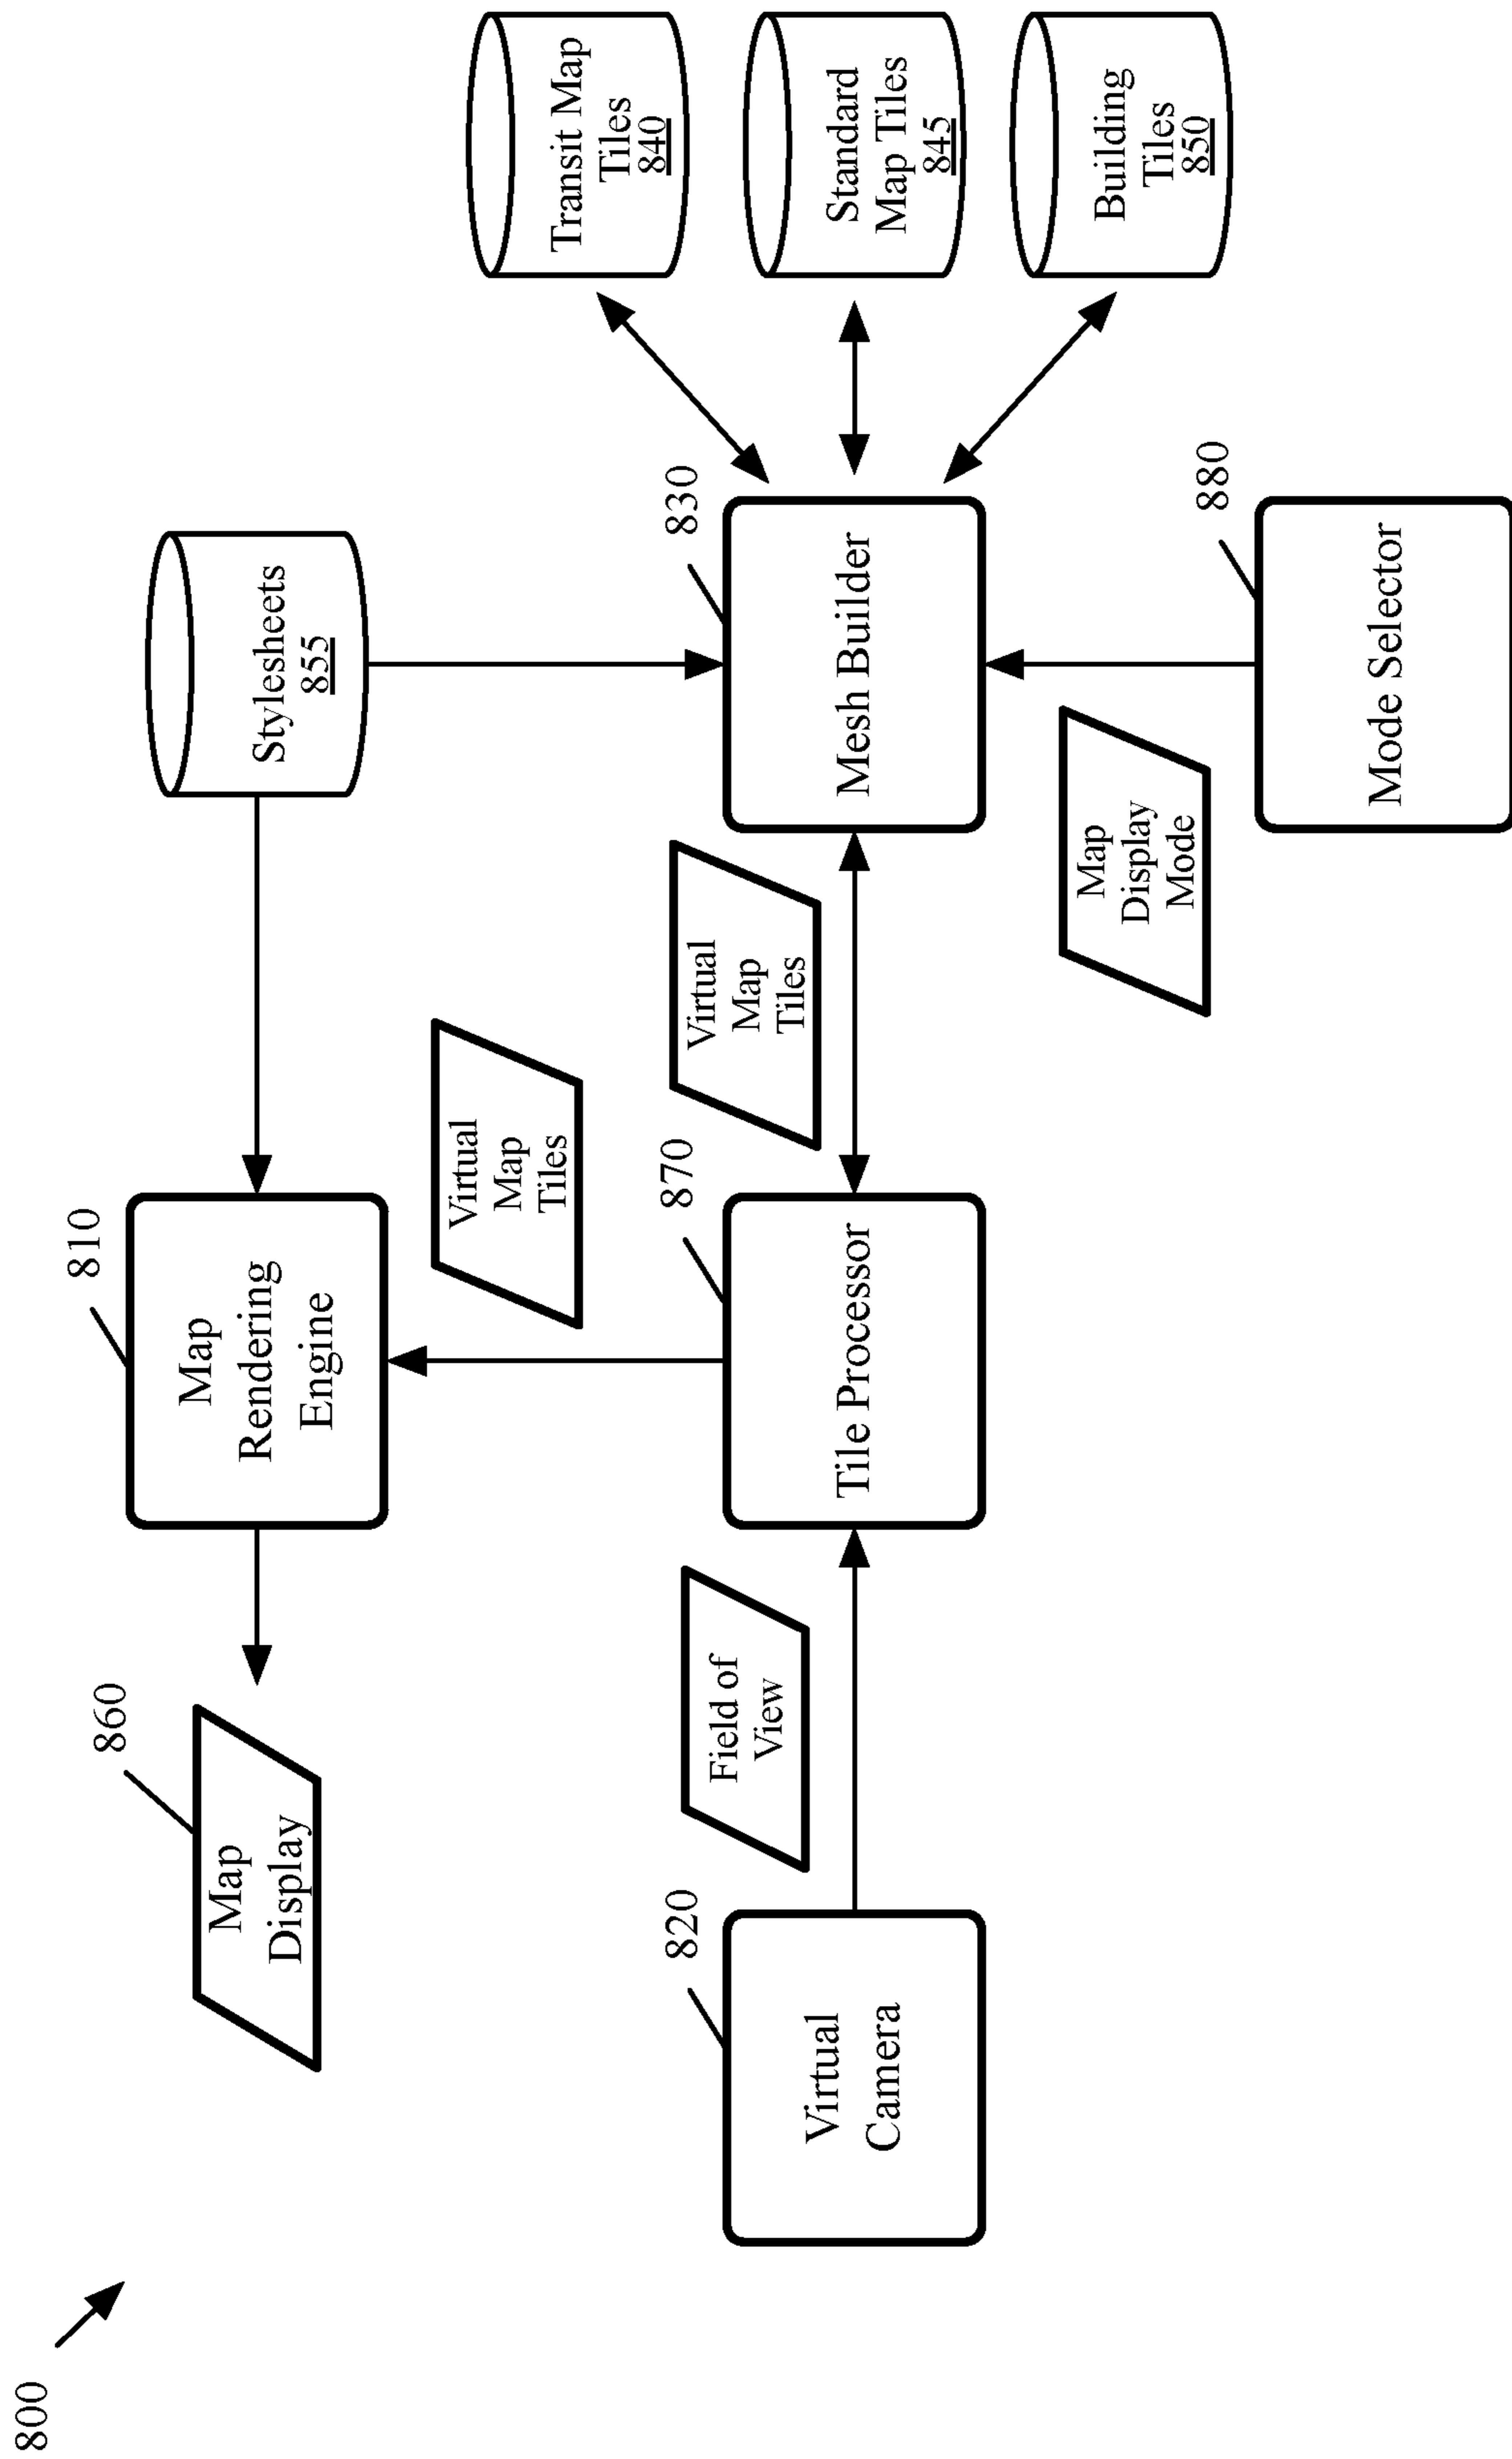 800
860
Map
Display
810
Map
Rendering
Engine
Stylesheets
855
Virtual
Map
Tiles
820
Virtual
Camera
Field of
View
870
Tile Processor
Virtual
Map
Tiles
830
Mesh Builder
Transit Map
Tiles
840
Standard
Map Tiles
845
Building
Tiles
850
Map
Display
Mode
880
Mode Selector